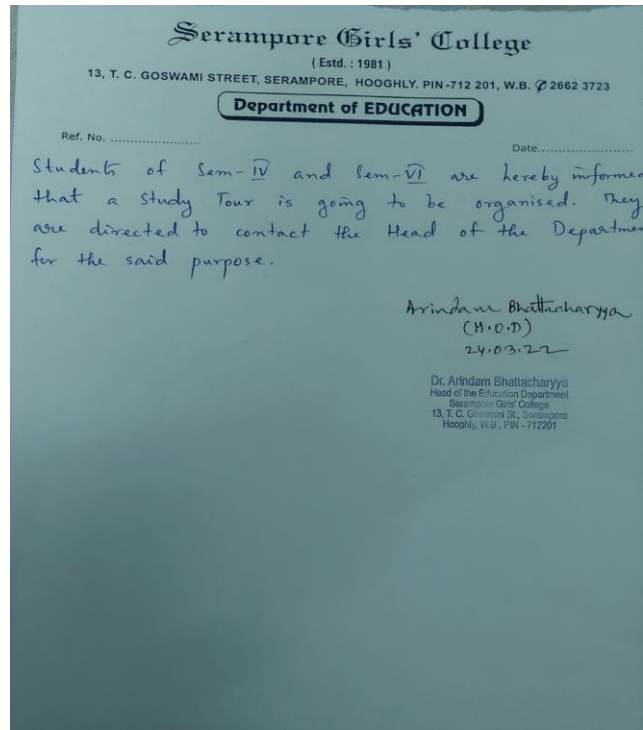 Serampore Girls' College
( Estd. : 1981 )
13, T. C. GOSWAMI STREET, SERAMPORE, HOOGHLY. PIN-712 201, W.B. ✆ 2662 3723
Department of EDUCATION
Ref. No. ........................
Date........................
Students of Sem-IV and Sem-VI are hereby informe
that a Study Tour is going to be organised. They
are directed to contact the Head of the Departmen
for the said purpose.
Arindam Bhattacharyya
(H.O.D)
24.03.22
Dr. Arindam Bhattacharyya
Head of the Education Department
Serampore Girls' College
13, T. C. Goswami St., Serampore
Hooghly, W.B., PIN - 712201